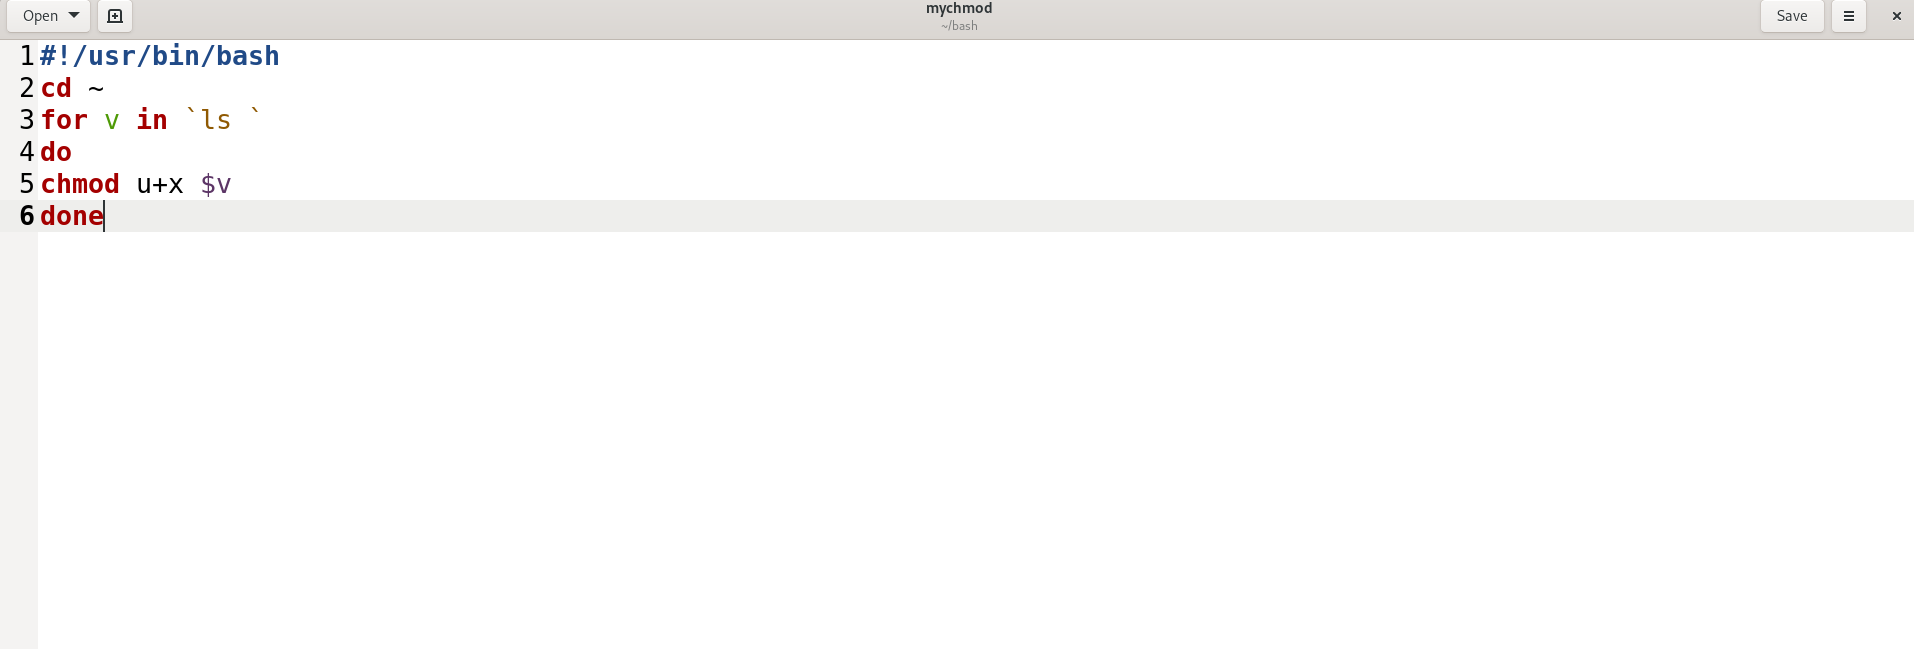 Open
mychmod
~/bash
Save
1 #!/usr/bin/bash
2 cd ~
3 for v in `ls `
4 do
5 chmod u+x $v
6 done